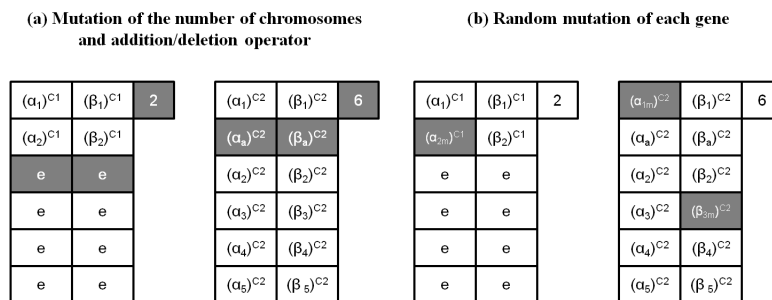 (a) Mutation of the number of chromosomes
and addition/deletion operator
(b) Random mutation of each gene
(α₁)^C1 (β₁)^C1 2
(α₂)^C1 (β₂)^C1
e e
e e
e e
e e
(α₁)^C2 (β₁)^C2 6
(αₐ)^C2 (βₐ)^C2
(α₂)^C2 (β₂)^C2
(α₃)^C2 (β₃)^C2
(α₄)^C2 (β₄)^C2
(α₅)^C2 (β ₅)^C2
(α₁)^C1 (β₁)^C1 2
(α₂ₘ)^C1 (β₂)^C1
e e
e e
e e
e e
(α₁ₘ)^C2 (β₁)^C2 6
(αₐ)^C2 (βₐ)^C2
(α₂)^C2 (β₂)^C2
(α₃)^C2 (β₃ₘ)^C2
(α₄)^C2 (β₄)^C2
(α₅)^C2 (β ₅)^C2